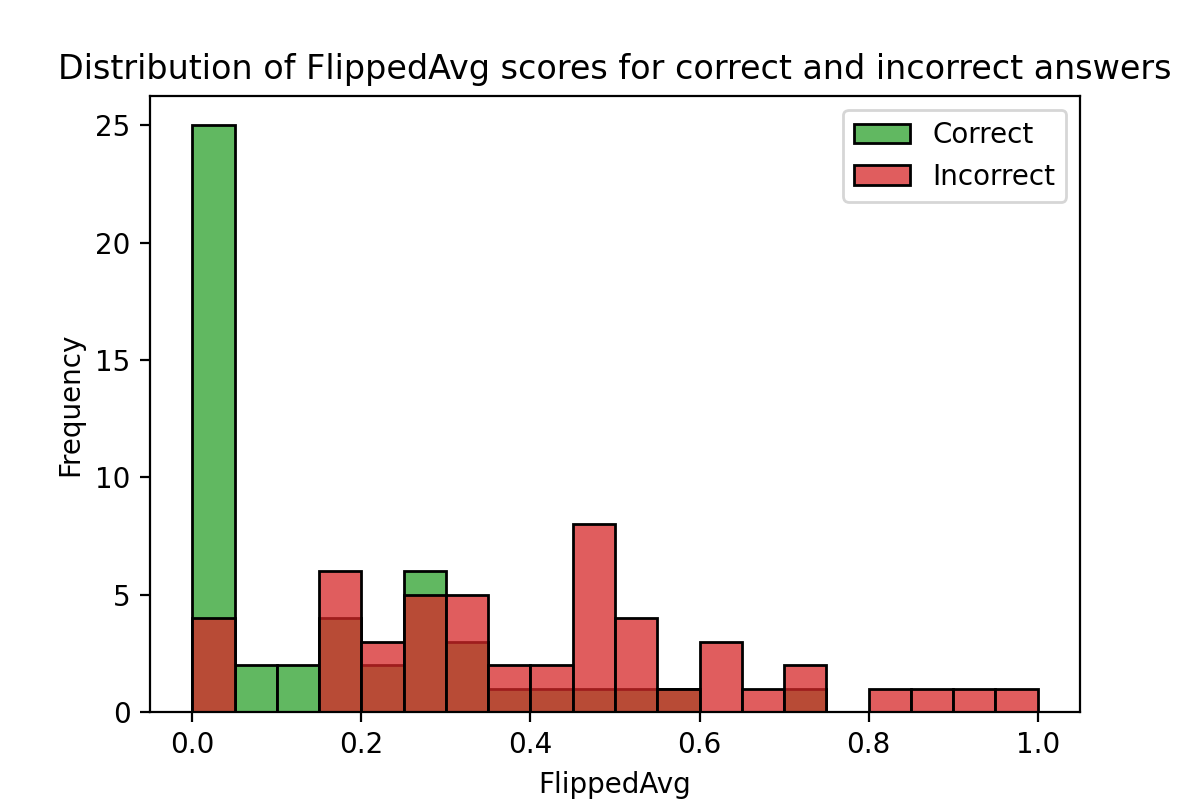 Distribution of FlippedAvg scores for correct and incorrect answers
Correct
Incorrect
Frequency
25
20
15
10
5
0
0.0 0.2 0.4 0.6 0.8 1.0
FlippedAvg